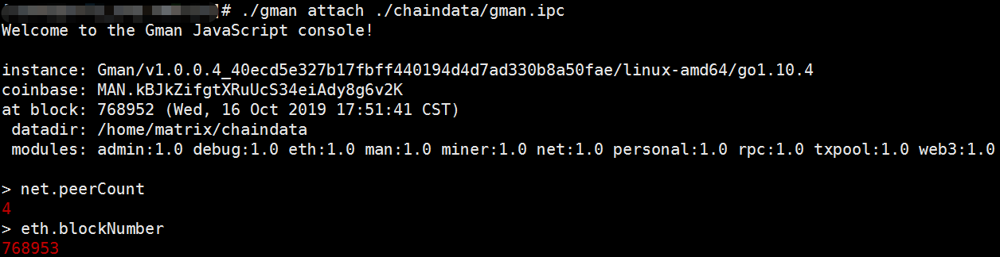 ]# ./gman attach ./chaindata/gman.ipc
Welcome to the Gman JavaScript console!
instance: Gman/v1.0.0.4_40ecd5e327b17fbff440194d4d7ad330b8a50fae/linux-amd64/go1.10.4
coinbase: MAN.kBJkZifgtXRuUcS34eiAdy8g6v2K
at block: 768952 (Wed, 16 Oct 2019 17:51:41 CST)
datadir: /home/matrix/chaindata
modules: admin:1.0 debug:1.0 eth:1.0 man:1.0 miner:1.0 net:1.0 personal:1.0 rpc:1.0 txpool:1.0 web3:1.0
> net.peerCount
4
> eth.blockNumber
768953